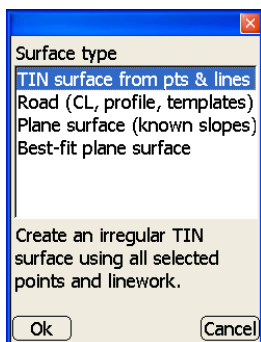 Surface type
TIN surface from pts & lines
Road (CL, profile, templates)
Plane surface (known slopes)
Best-fit plane surface
Create an irregular TIN
surface using all selected
points and linework.
Ok Cancel